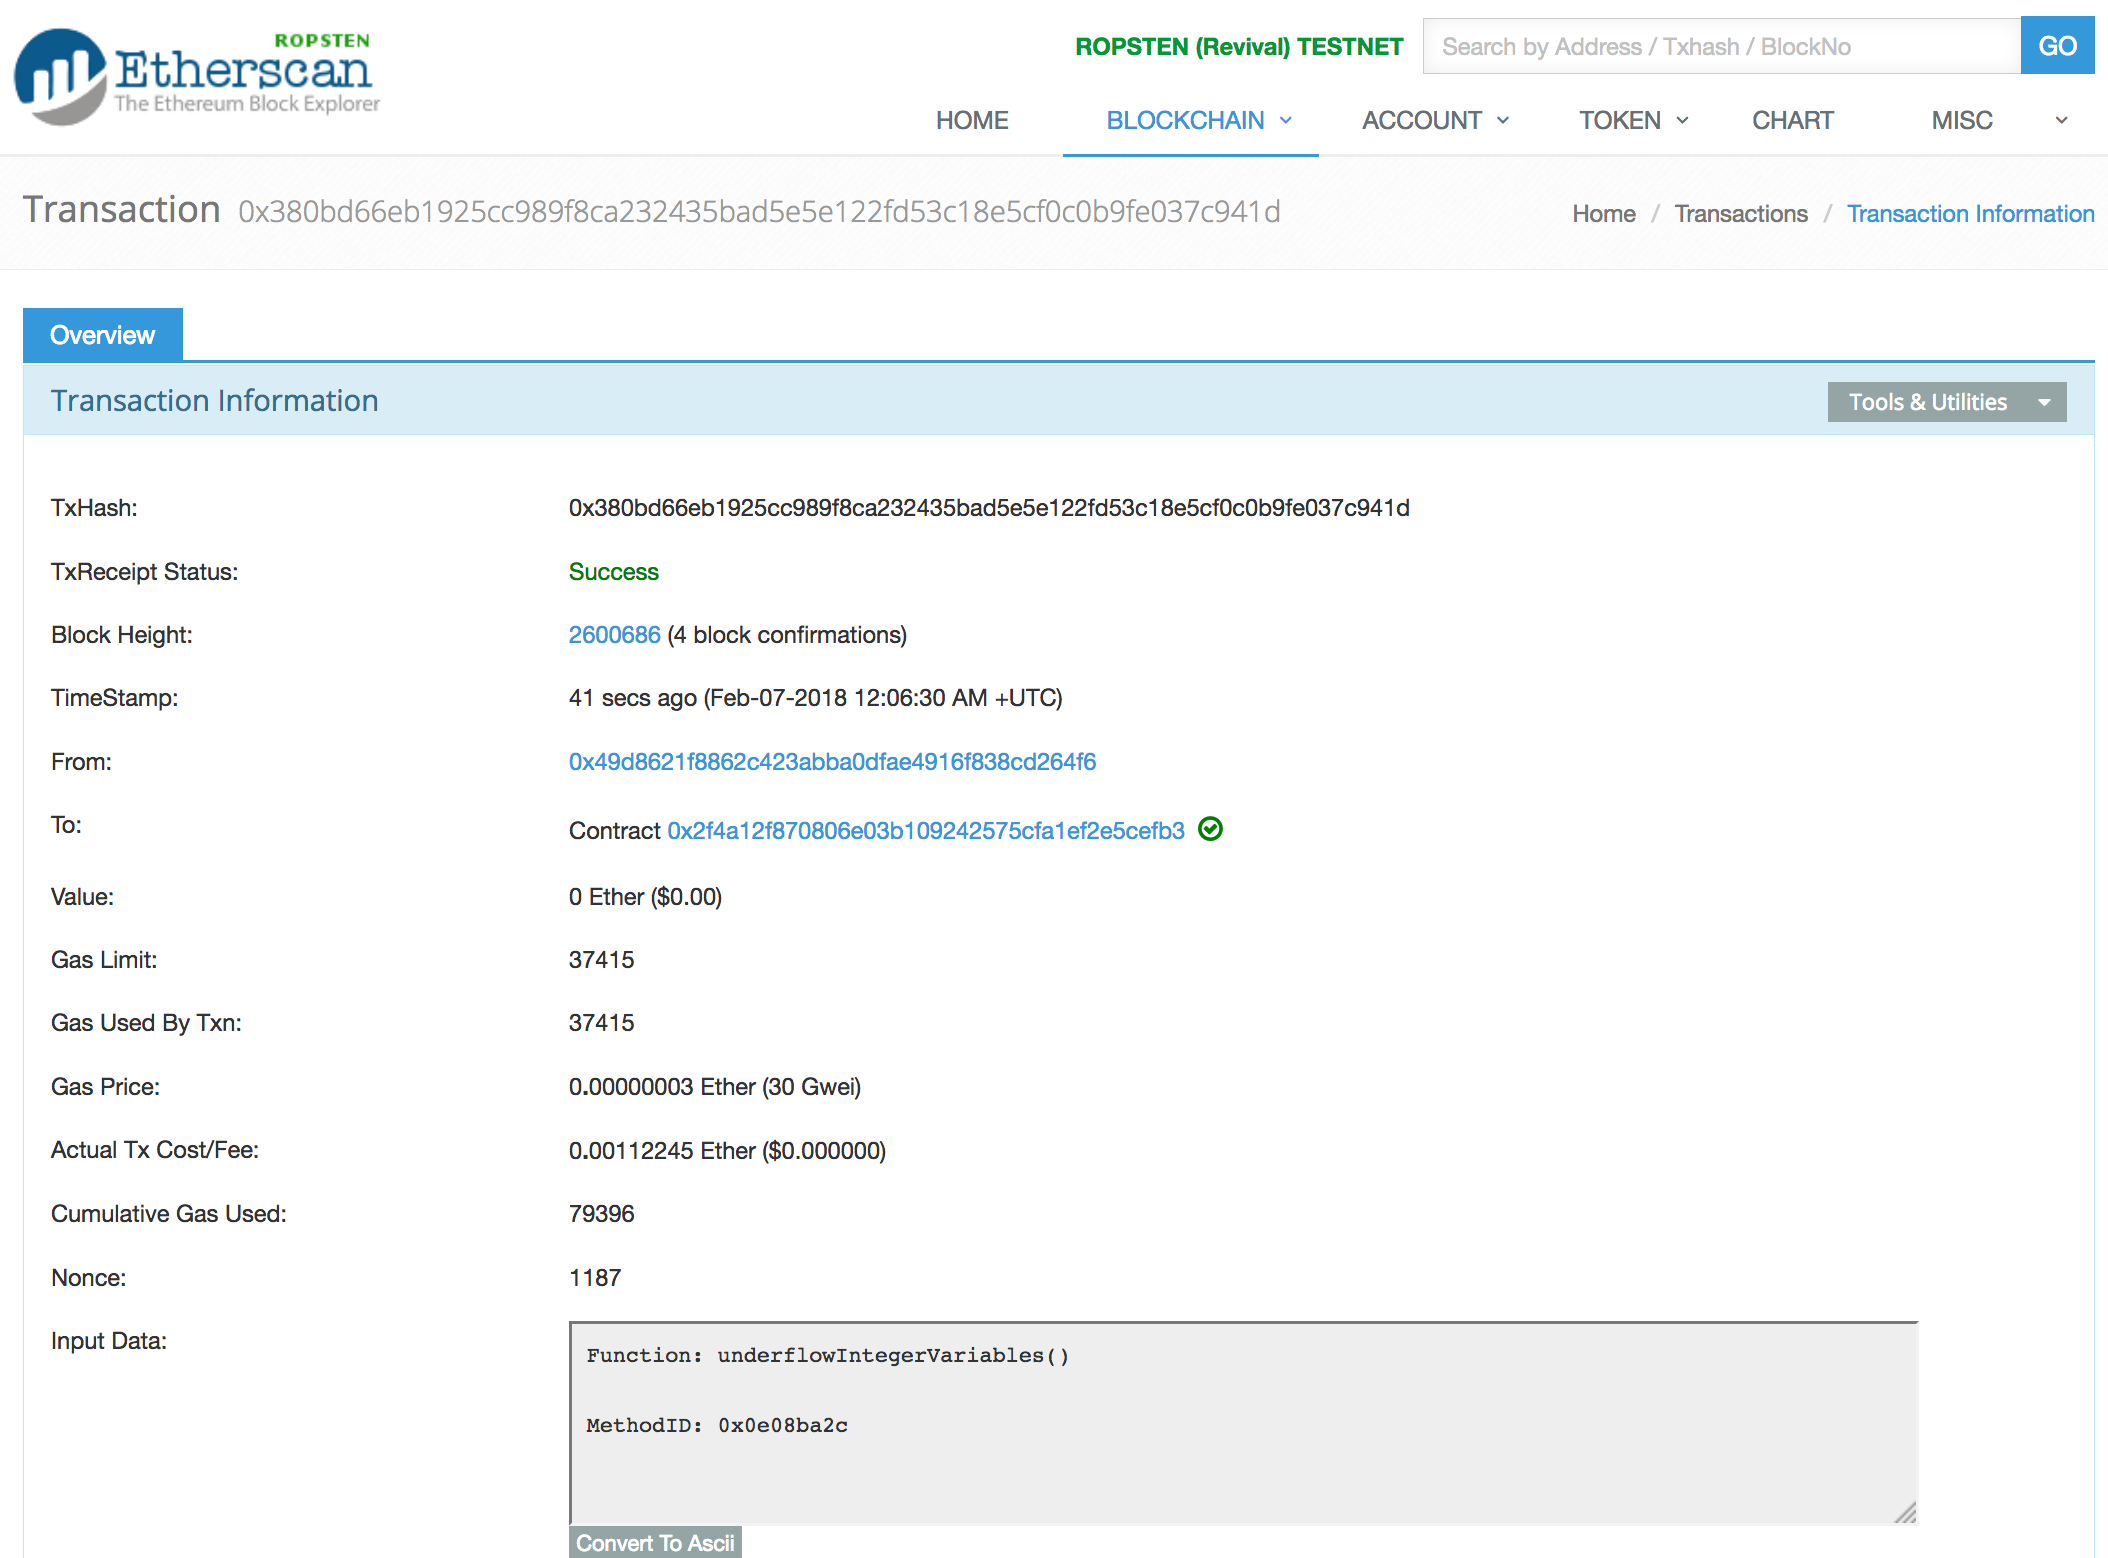 ROPSTEN
Etherscan
The Ethereum Block Explorer
ROPSTEN (Revival) TESTNET
Search by Address / Txhash / BlockNo
GO
HOME BLOCKCHAIN ACCOUNT TOKEN CHART MISC
Transaction 0x380bd66eb1925cc989f8ca232435bad5e5e122fd53c18e5cf0c0b9fe037c941d
Home / Transactions / Transaction Information
Overview
Transaction Information
Tools & Utilities
TxHash: 0x380bd66eb1925cc989f8ca232435bad5e5e122fd53c18e5cf0c0b9fe037c941d
TxReceipt Status: Success
Block Height: 2600686 (4 block confirmations)
TimeStamp: 41 secs ago (Feb-07-2018 12:06:30 AM +UTC)
From: 0x49d8621f8862c423abba0dfae4916f838cd264f6
To: Contract 0x2f4a12f870806e03b109242575cfa1ef2e5cefb3
Value: 0 Ether ($0.00)
Gas Limit: 37415
Gas Used By Txn: 37415
Gas Price: 0.00000003 Ether (30 Gwei)
Actual Tx Cost/Fee: 0.00112245 Ether ($0.000000)
Cumulative Gas Used: 79396
Nonce: 1187
Input Data: Function: underflowIntegerVariables()
MethodID: 0x0e08ba2c
Convert To Ascii